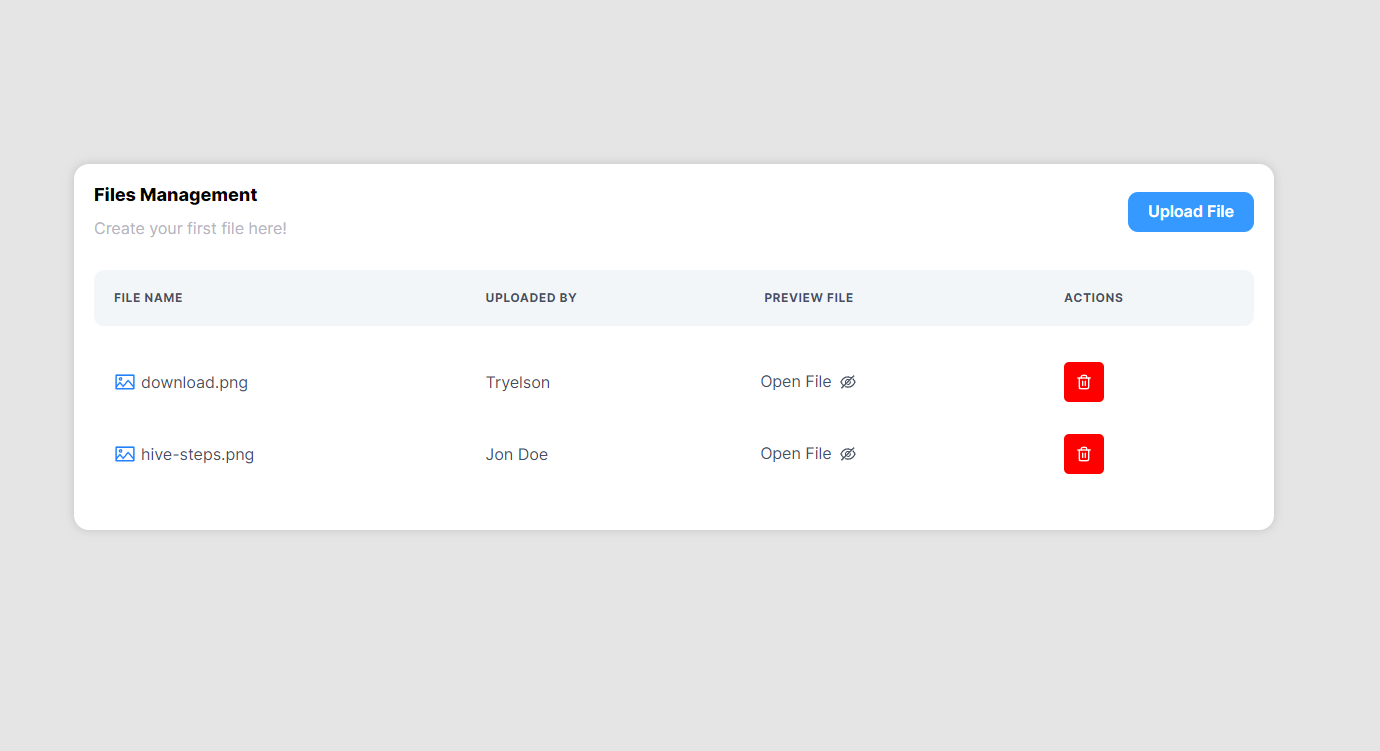 Files Management
Create your first file here!
Upload File
FILE NAME UPLOADED BY PREVIEW FILE ACTIONS
download.png Tryelson Open File
hive-steps.png Jon Doe Open File